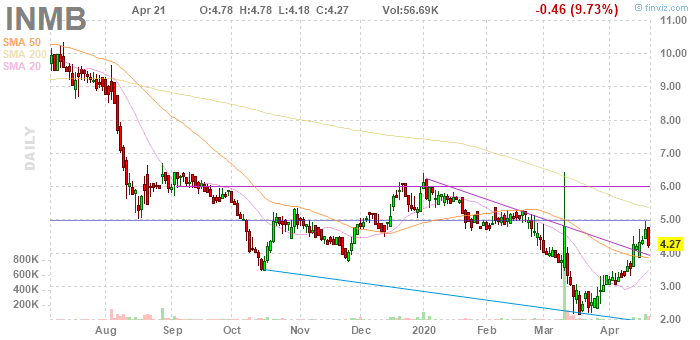 INMB
Apr 21 O:4.78 H:4.78 L:4.18 C:4.27 Vol:56.69K -0.46 (9.73%)
© finviz.com
SMA 50
SMA 200
SMA 20
DAILY
11.00
10.00
9.00
8.00
7.00
6.00
5.00
4.27
4.00
3.00
2.00
800K
600K
400K
200K
Aug Sep Oct Nov Dec 2020 Feb Mar Apr